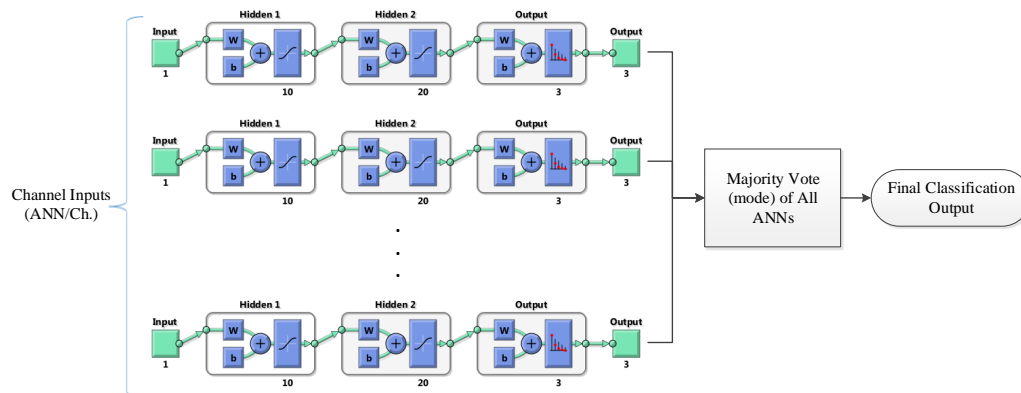 Hidden 1 Hidden 2 Output
Input Output
W W W
b b b
1 10 20 3 3
Hidden 1 Hidden 2 Output
Input Output
W W W
b b b
1 10 20 3 3
Channel Inputs
(ANN/Ch.)
Majority Vote
(mode) of All
ANNs
Final Classification
Output
Hidden 1 Hidden 2 Output
Input Output
W W W
b b b
1 10 20 3 3